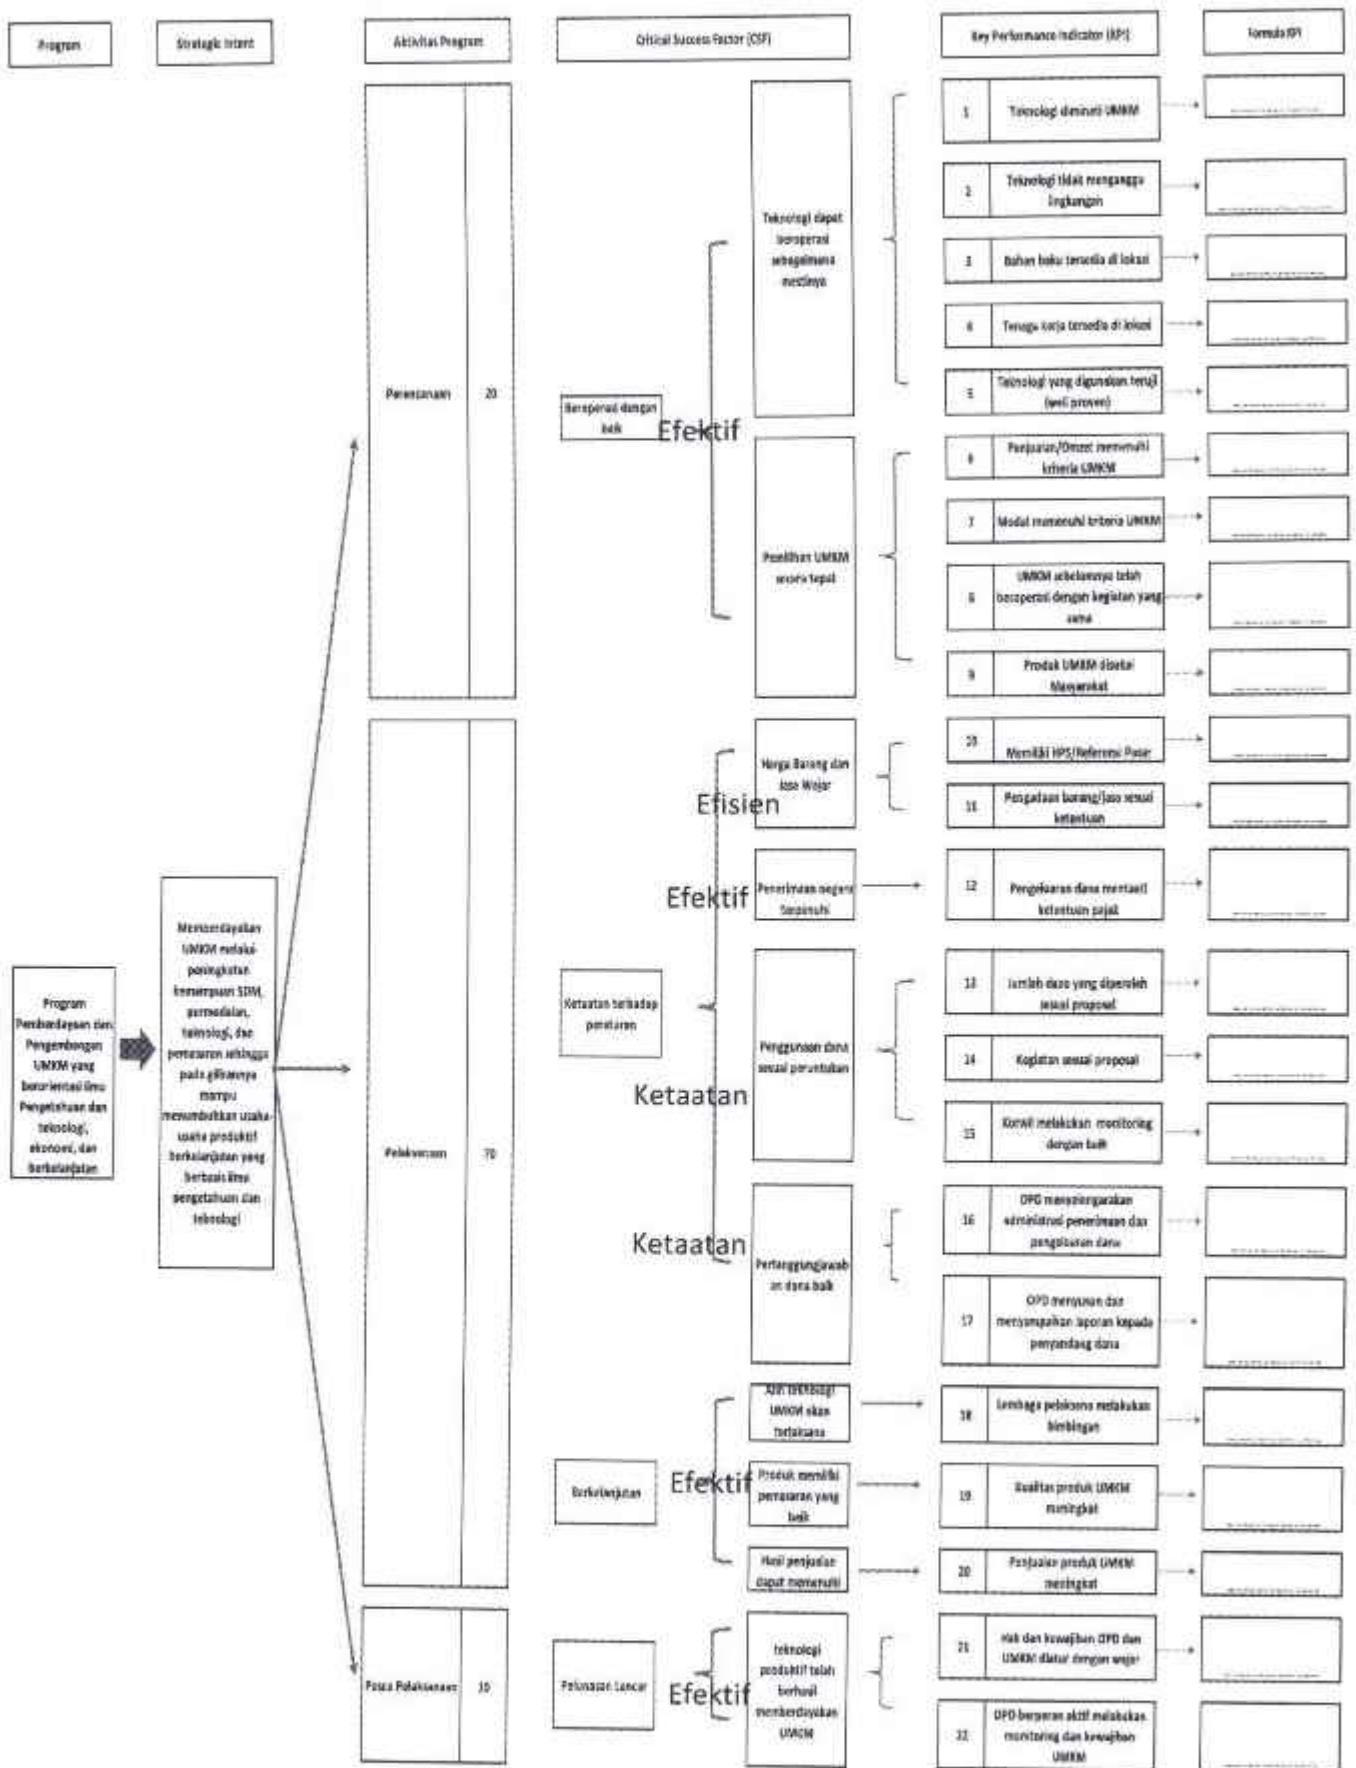 Program
Strategic Intent
Aktivitas Program
Critical Success Factor (CSF)
Key Performance Indicator (KPI)
Formula KPI
Program
Pemberdayaan dan
Pengembangan
UMKM yang
berorientasi ilmu
Pengetahuan dan
teknologi,
ekonomi, dan
berkelanjutan
Memberdayakan
UMKM melalui
peningkatan
kemampuan SDM,
permodalan,
teknologi, dan
pemasaran sehingga
pada gilirannya
mampu
menumbuhkan usaha-
usaha produktif
berkelanjutan yang
berbasis ilmu
pengetahuan dan
teknologi
Perencanaan
20
Beroperasi dengan
baik
Efektif
Teknologi dapat
beroperasi
sebagaimana
mestinya
1
Teknologi diminati UMKM
2
Teknologi tidak menganggu
lingkungan
3
Bahan baku tersedia di lokasi
4
Tenaga kerja tersedia di lokasi
5
Teknologi yang digunakan teruji
(well proven)
Pemilihan UMKM
secara tepat
6
Penjualan/Omzet memenuhi
kriteria UMKM
7
Modal memenuhi kriteria UMKM
8
UMKM sebelumnya telah
beroperasi dengan kegiatan yang
sama
9
Produk UMKM disukai
Masyarakat
Pelaksanaan
70
Ketaatan terhadap
peraturan
Efisien
Harga Barang dan
Jasa Wajar
10
Memiliki HPS/Referensi Pasar
11
Pengadaan barang/jasa sesuai
ketentuan
Efektif
Penerimaan negara
terpenuhi
12
Pengeluaran dana mentaati
ketentuan pajak
Ketaatan
Penggunaan dana
sesuai peruntukan
13
Jumlah dana yang diperoleh
sesuai proposal
14
Kegiatan sesuai proposal
15
Korwil melakukan monitoring
dengan baik
Ketaatan
Pertanggungjawab
an dana baik
16
OPD menyelengarakan
administrasi penerimaan dan
pengeluaran dana
17
OPD menyusun dan
menyampaikan laporan kepada
penyandang dana
Berkelanjutan
Efektif
Alih teknologi
UMKM akan
terlaksana
18
Lembaga pelaksana melakukan
bimbingan
Produk memiliki
pemasaran yang
baik
19
Kualitas produk UMKM
meningkat
Hasil penjualan
dapat memenuhi
20
Penjualan produk UMKM
meningkat
Pasca Pelaksanaan
10
Pelunasan Lancar
Efektif
teknologi
produktif telah
berhasil
memberdayakan
UMKM
21
Hak dan kewajiban OPD dan
UMKM diatur dengan wajar
22
OPD berperan aktif melakukan
monitoring dan kewajiban
UMKM